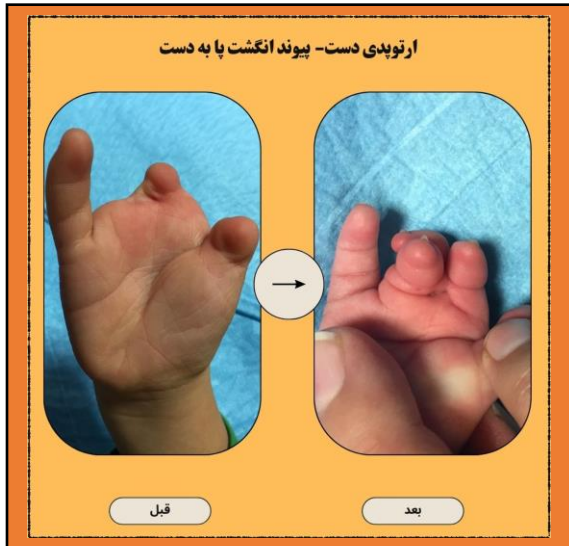 ارتوپدی دست- پیوند انگشت پا به دست
قبل
بعد